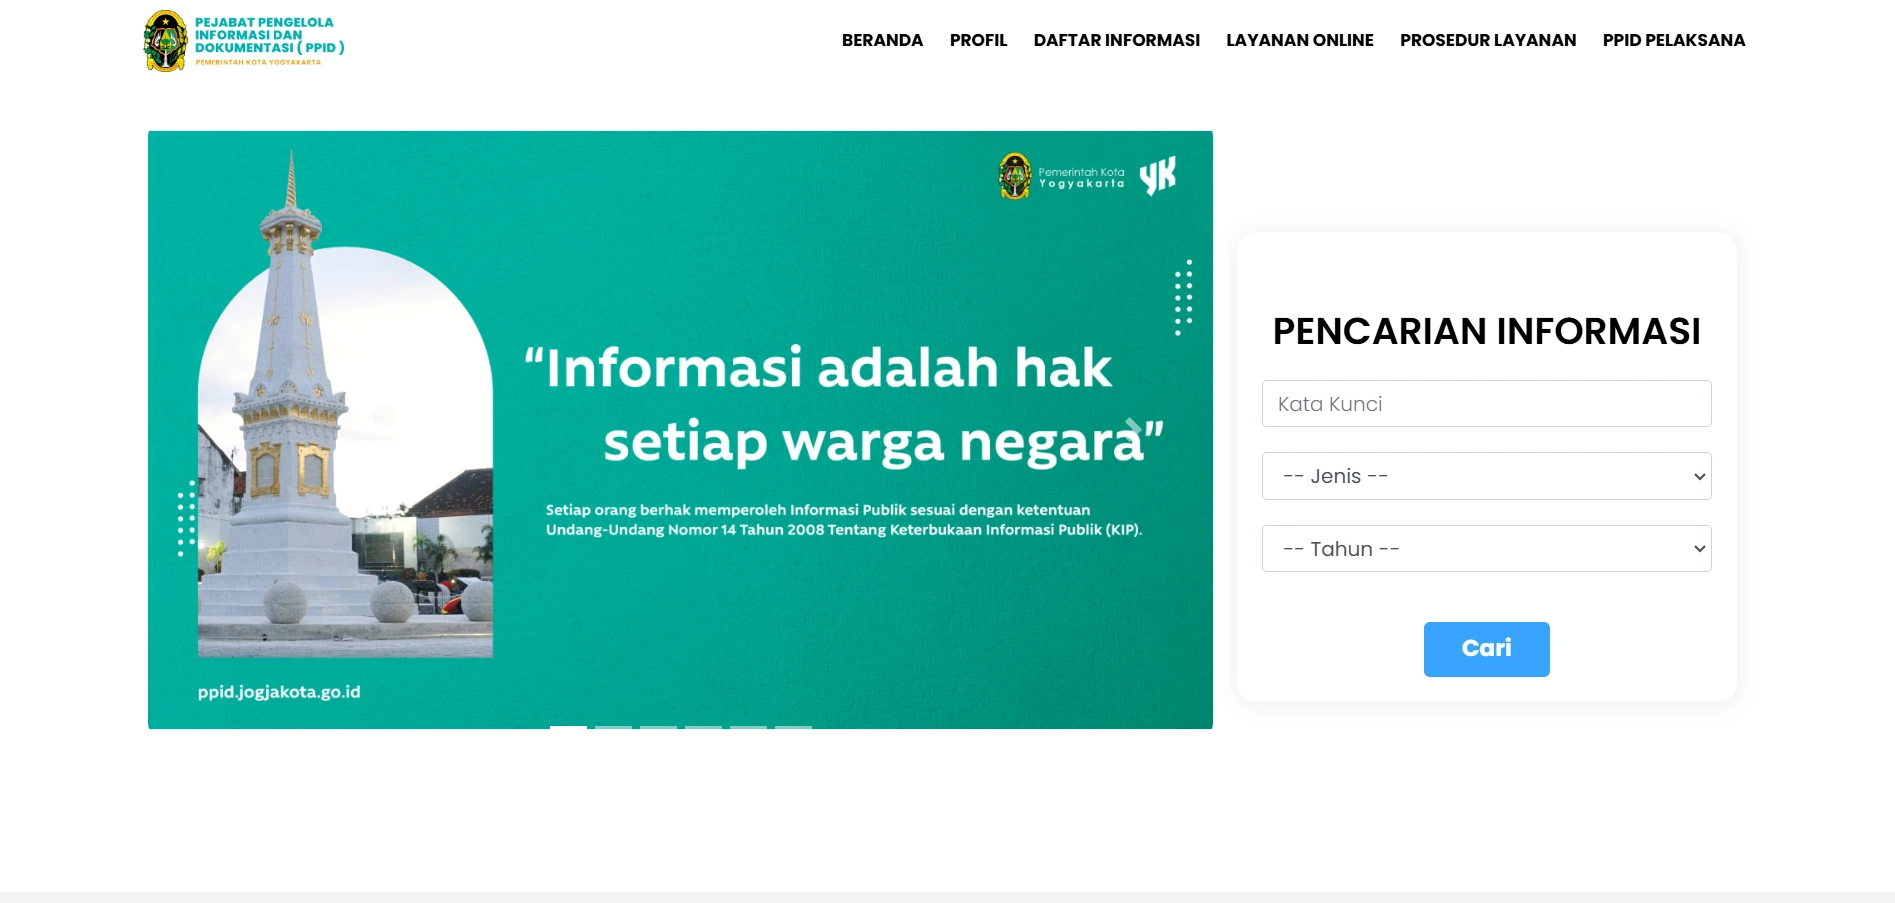 PEJABAT PENGELOLA
INFORMASI DAN
DOKUMENTASI ( PPID )
PEMERINTAH KOTA YOGYAKARTA
BERANDA PROFIL DAFTAR INFORMASI LAYANAN ONLINE PROSEDUR LAYANAN PPID PELAKSANA
Pemerintah Kota
Yogyakarta
YK
“Informasi adalah hak
setiap warga negara”
Setiap orang berhak memperoleh Informasi Publik sesuai dengan ketentuan
Undang-Undang Nomor 14 Tahun 2008 Tentang Keterbukaan Informasi Publik (KIP).
ppid.jogjakota.go.id
PENCARIAN INFORMASI
Kata Kunci
-- Jenis --
-- Tahun --
Cari